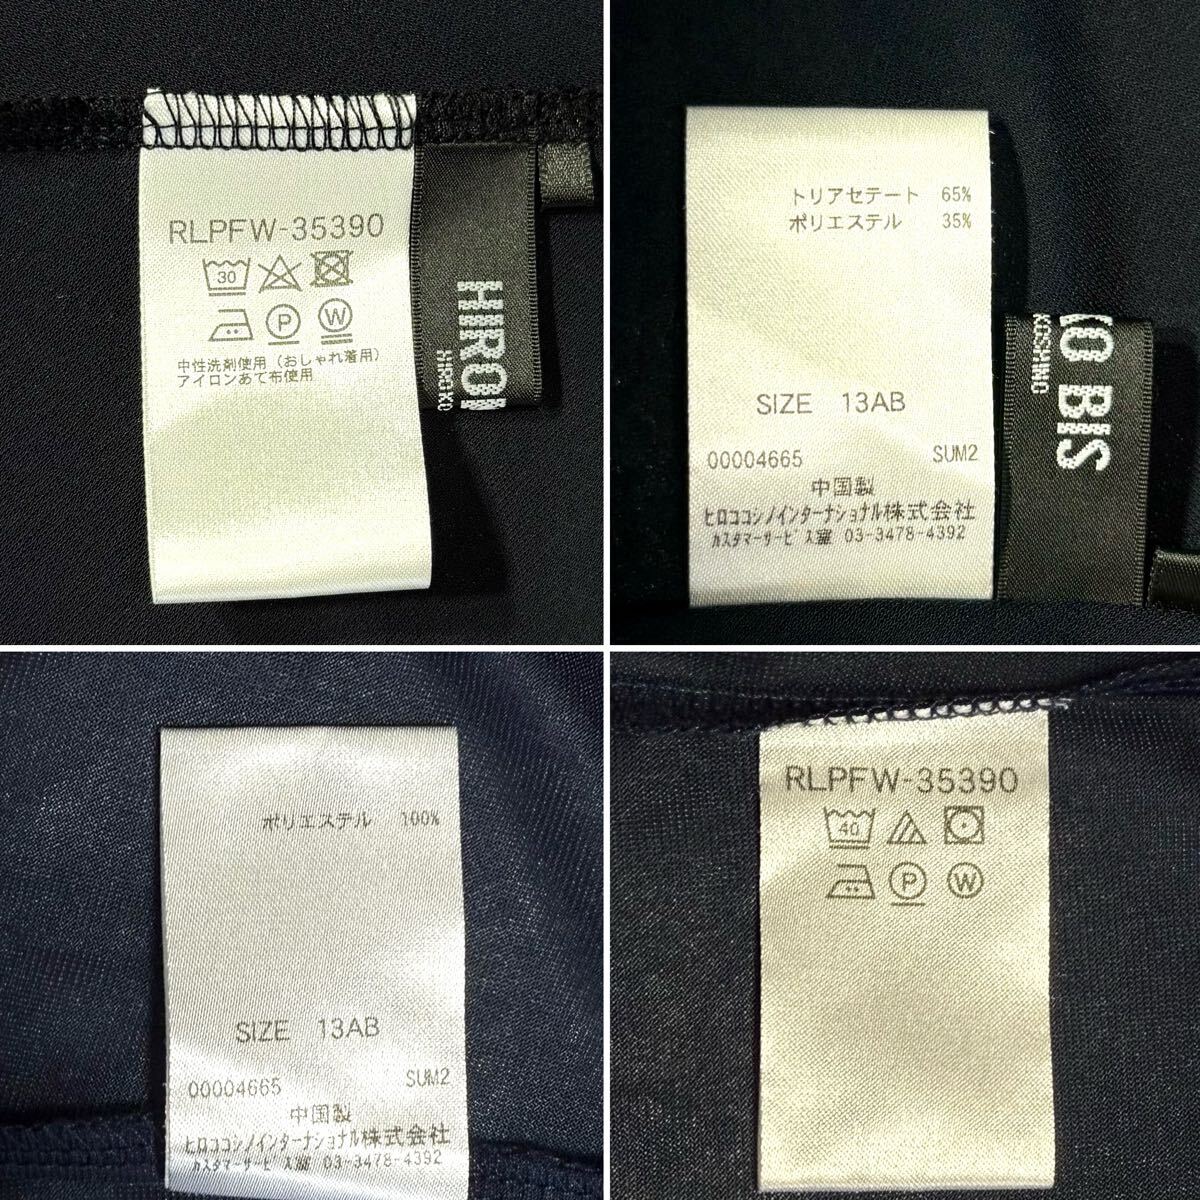 RLPFW-35390
30
P W
中性洗剤使用（おしゃれ着用）
アイロンあて布使用
HIROK
HIROKO
トリアセテート 65%
ポリエステル 35%
SIZE 13AB
00004665 SUM2
中国製
ヒロココシノインターナショナル株式会社
カスタマーサービス室 03-3478-4392
KO BIS
KOSHINO
ポリエステル 100%
SIZE 13AB
00004665 SUM2
中国製
ヒロココシノインターナショナル株式会社
カスタマーサービス室 03-3478-4392
RLPFW-35390
40
P W